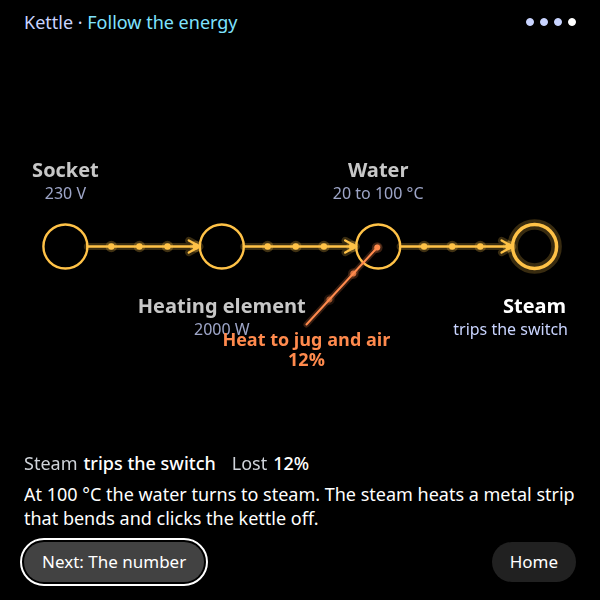 Kettle · Follow the energy
Socket
230 V
Water
20 to 100 °C
Heating element
2000 W
Heat to jug and air
12%
Steam
trips the switch
Steam trips the switch Lost 12%
At 100 °C the water turns to steam. The steam heats a metal strip
that bends and clicks the kettle off.
Next: The number
Home